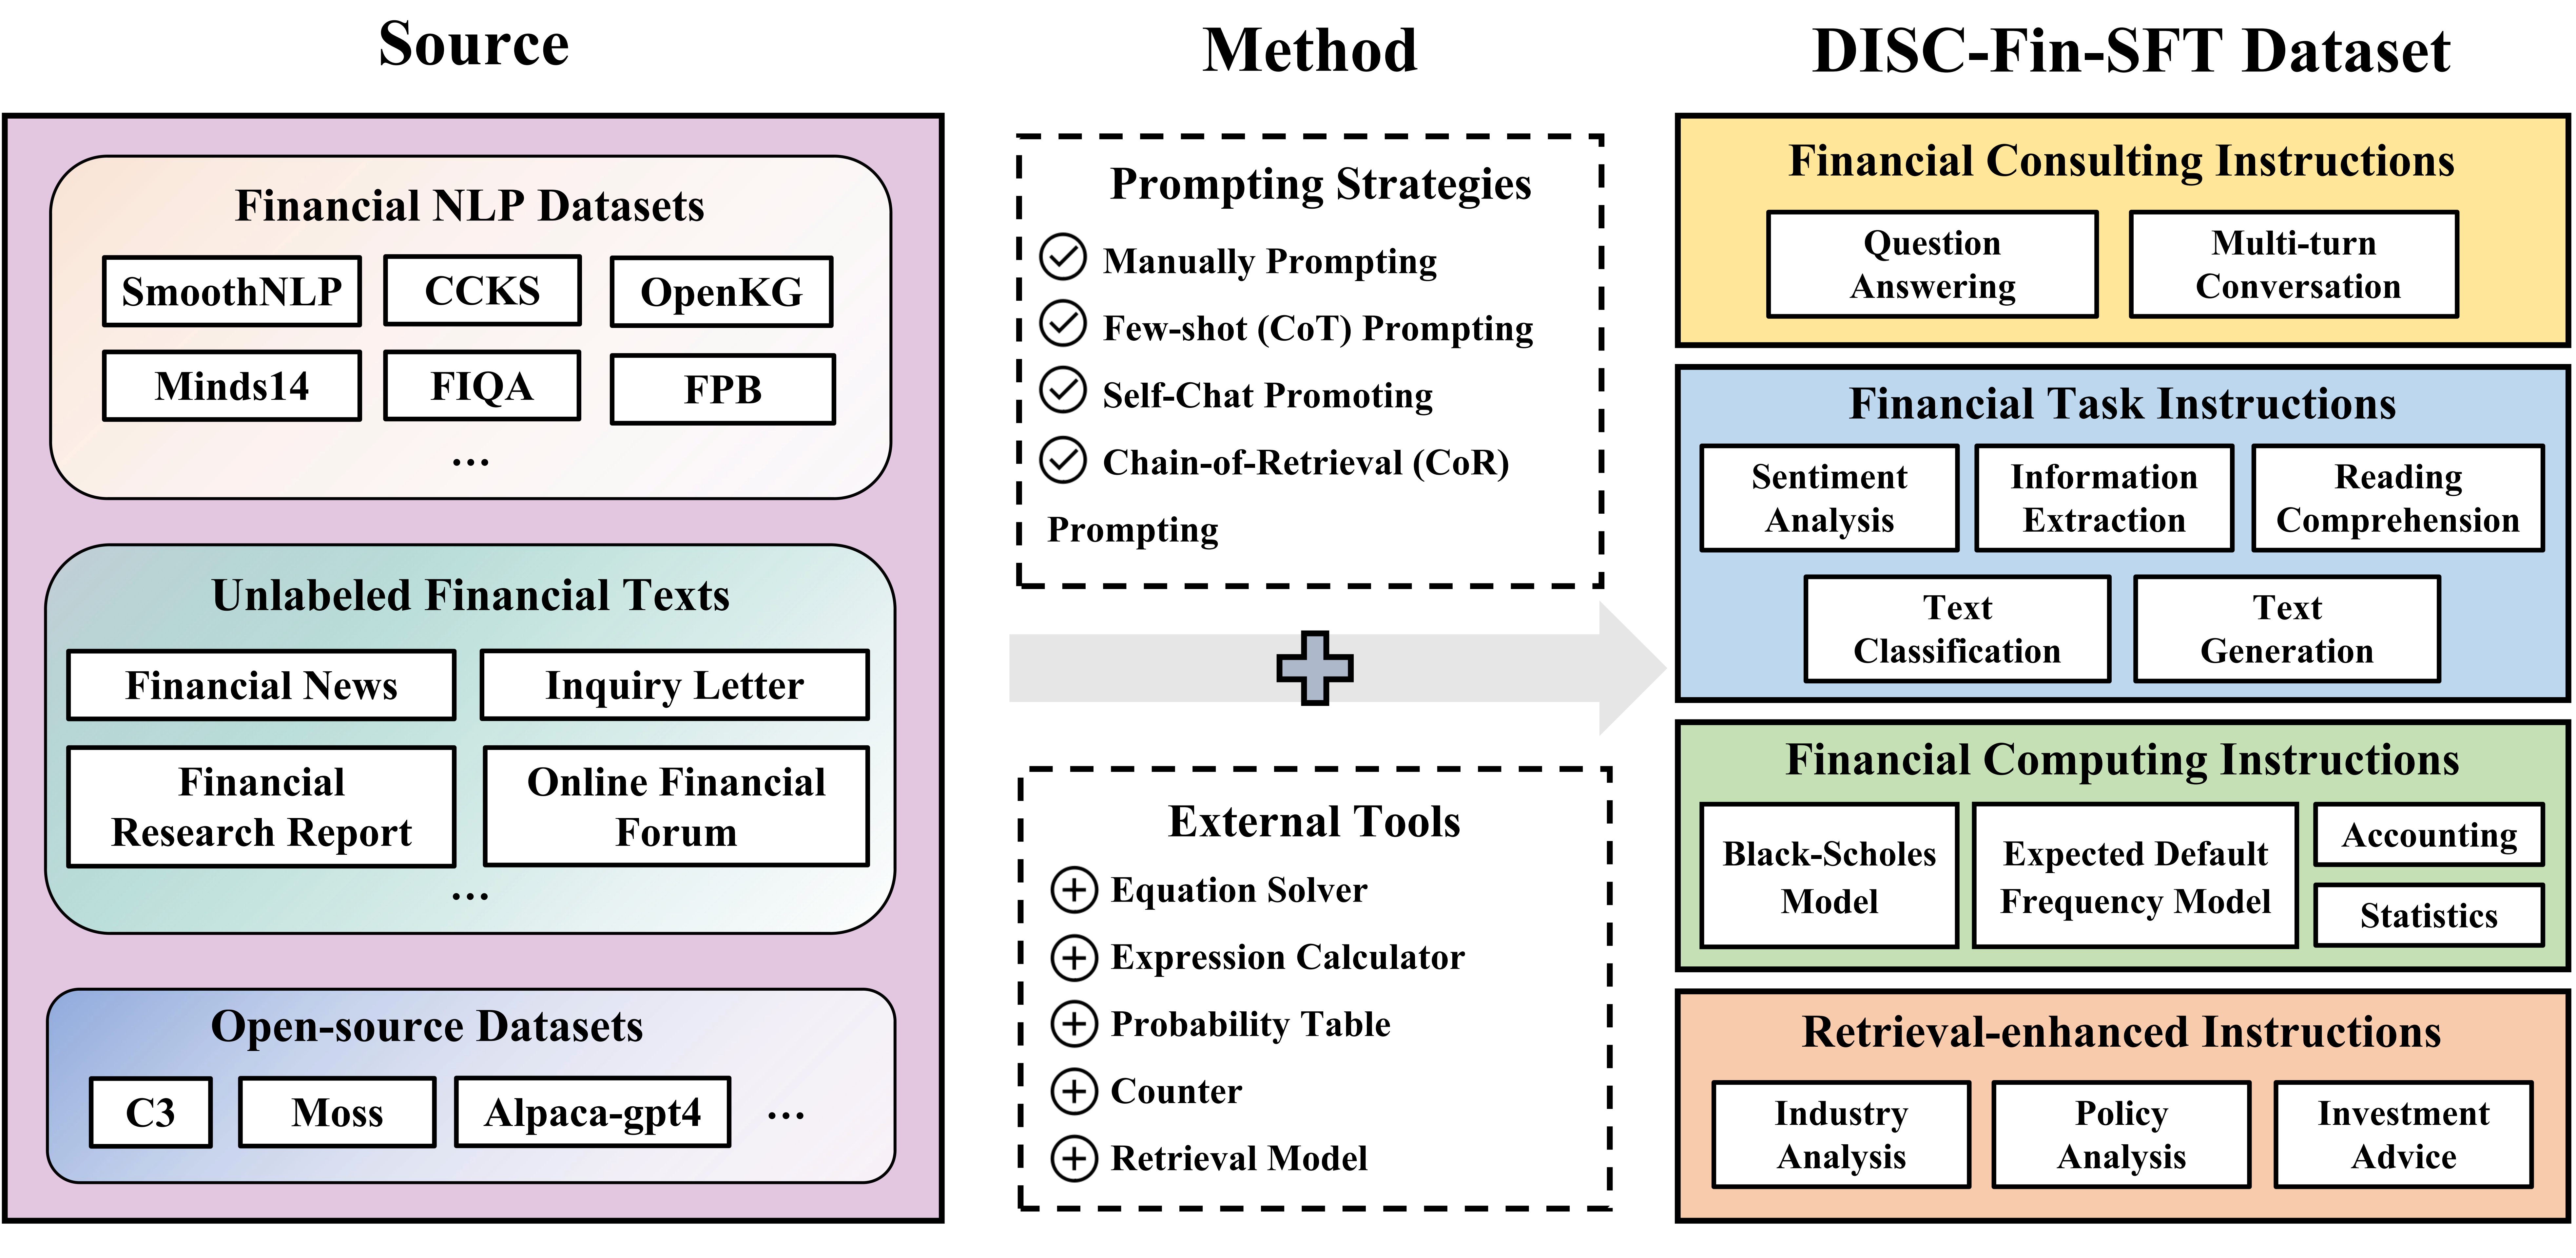 Source
Financial NLP Datasets
SmoothNLP
CCKS
OpenKG
Minds14
FIQA
FPB
...
Unlabeled Financial Texts
Financial News
Inquiry Letter
Financial
Research Report
Online Financial
Forum
...
Open-source Datasets
C3
Moss
Alpaca-gpt4
...
Method
Prompting Strategies
Manually Prompting
Few-shot (CoT) Prompting
Self-Chat Promoting
Chain-of-Retrieval (CoR)
Prompting
External Tools
Equation Solver
Expression Calculator
Probability Table
Counter
Retrieval Model
DISC-Fin-SFT Dataset
Financial Consulting Instructions
Question
Answering
Multi-turn
Conversation
Financial Task Instructions
Sentiment
Analysis
Information
Extraction
Reading
Comprehension
Text
Classification
Text
Generation
Financial Computing Instructions
Black-Scholes
Model
Expected Default
Frequency Model
Accounting
Statistics
Retrieval-enhanced Instructions
Industry
Analysis
Policy
Analysis
Investment
Advice